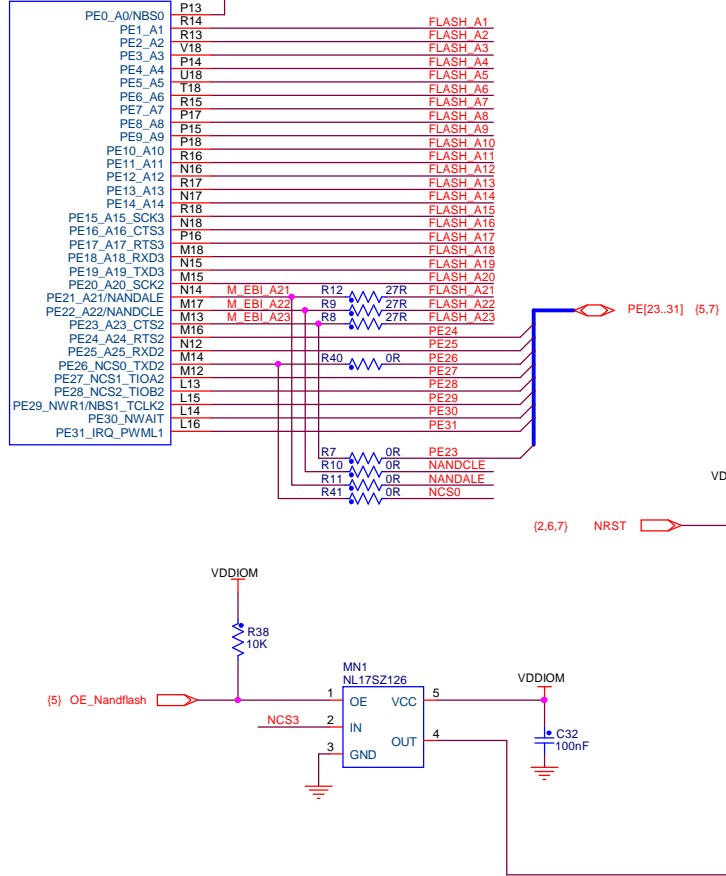 PE0_A0/NBS0 P13
PE1_A1 R14 FLASH_A1
PE2_A2 R13 FLASH_A2
PE3_A3 V18 FLASH_A3
PE4_A4 P14 FLASH_A4
PE5_A5 U18 FLASH_A5
PE6_A6 T18 FLASH_A6
PE7_A7 R15 FLASH_A7
PE8_A8 P17 FLASH_A8
PE9_A9 P15 FLASH_A9
PE10_A10 P18 FLASH_A10
PE11_A11 R16 FLASH_A11
PE12_A12 N16 FLASH_A12
PE13_A13 R17 FLASH_A13
PE14_A14 N17 FLASH_A14
PE15_A15_SCK3 R18 FLASH_A15
PE16_A16_CTS3 N18 FLASH_A16
PE17_A17_RTS3 P16 FLASH_A17
PE18_A18_RXD3 M18 FLASH_A18
PE19_A19_TXD3 N15 FLASH_A19
PE20_A20_SCK2 M15 FLASH_A20
PE21_A21/NANDALE N14 M_EBI_A21 R12 27R FLASH_A21
PE22_A22/NANDCLE M17 M_EBI_A22 R9 27R FLASH_A22
PE23_A23_CTS2 M13 M_EBI_A23 R8 27R FLASH_A23
PE24_A24_RTS2 M16 PE24
PE25_A25_RXD2 N12 PE25
PE26_NCS0_TXD2 M14 R40 0R PE26
PE27_NCS1_TIOA2 M12 PE27
PE28_NCS2_TIOB2 L13 PE28
PE29_NWR1/NBS1_TCLK2 L15 PE29
PE30_NWAIT L14 PE30
PE31_IRQ_PWML1 L16 PE31
PE[23..31] {5,7}
R7 0R PE23
R10 0R NANDCLE
R11 0R NANDALE
R41 0R NCS0
VD
{2,6,7} NRST
VDDIOM
R38
10K
{5} OE_Nandflash
MN1
NL17SZ126
1 OE VCC 5
NCS3 2 IN
OUT 4
3 GND
VDDIOM
C32
100nF